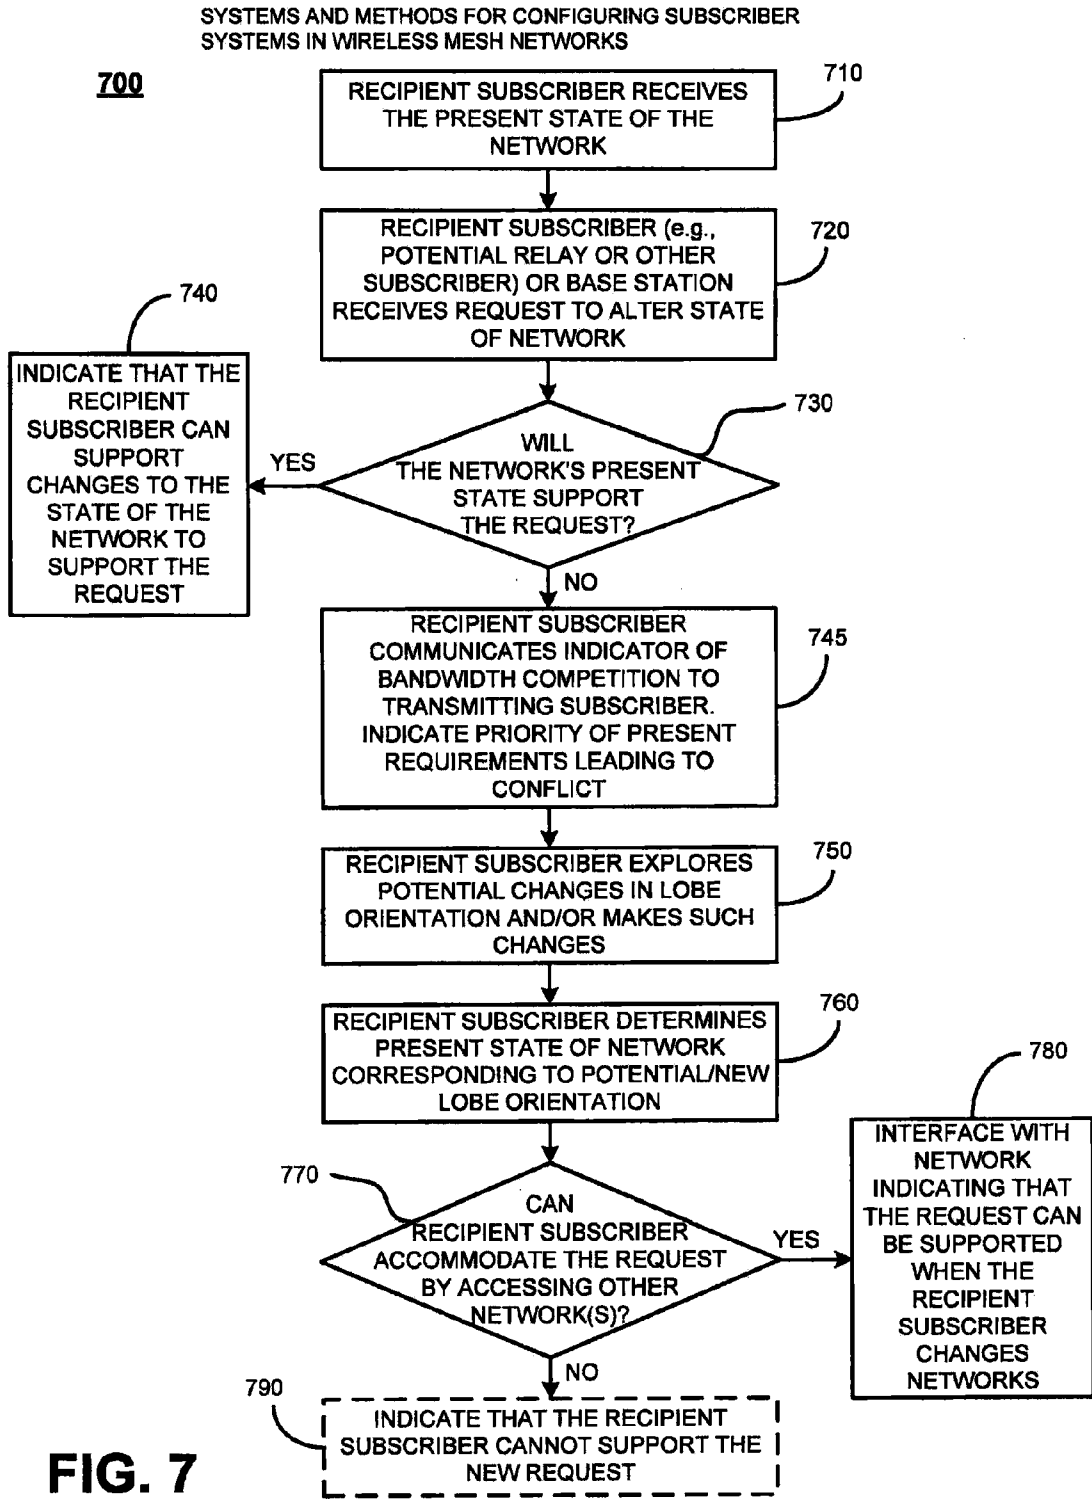 SYSTEMS AND METHODS FOR CONFIGURING SUBSCRIBER
SYSTEMS IN WIRELESS MESH NETWORKS
700
710
RECIPIENT SUBSCRIBER RECEIVES
THE PRESENT STATE OF THE
NETWORK
720
RECIPIENT SUBSCRIBER (e.g.,
POTENTIAL RELAY OR OTHER
SUBSCRIBER) OR BASE STATION
RECEIVES REQUEST TO ALTER STATE
OF NETWORK
740
INDICATE THAT THE
RECIPIENT
SUBSCRIBER CAN
SUPPORT
CHANGES TO THE
STATE OF THE
NETWORK TO
SUPPORT THE
REQUEST
730
WILL
THE NETWORK'S PRESENT
STATE SUPPORT
THE REQUEST?
YES
NO
745
RECIPIENT SUBSCRIBER
COMMUNICATES INDICATOR OF
BANDWIDTH COMPETITION TO
TRANSMITTING SUBSCRIBER.
INDICATE PRIORITY OF PRESENT
REQUIREMENTS LEADING TO
CONFLICT
750
RECIPIENT SUBSCRIBER EXPLORES
POTENTIAL CHANGES IN LOBE
ORIENTATION AND/OR MAKES SUCH
CHANGES
760
RECIPIENT SUBSCRIBER DETERMINES
PRESENT STATE OF NETWORK
CORRESPONDING TO POTENTIAL/NEW
LOBE ORIENTATION
770
CAN
RECIPIENT SUBSCRIBER
ACCOMMODATE THE REQUEST
BY ACCESSING OTHER
NETWORK(S)?
YES
780
INTERFACE WITH
NETWORK
INDICATING THAT
THE REQUEST CAN
BE SUPPORTED
WHEN THE
RECIPIENT
SUBSCRIBER
CHANGES
NETWORKS
NO
790
INDICATE THAT THE RECIPIENT
SUBSCRIBER CANNOT SUPPORT THE
NEW REQUEST
FIG. 7